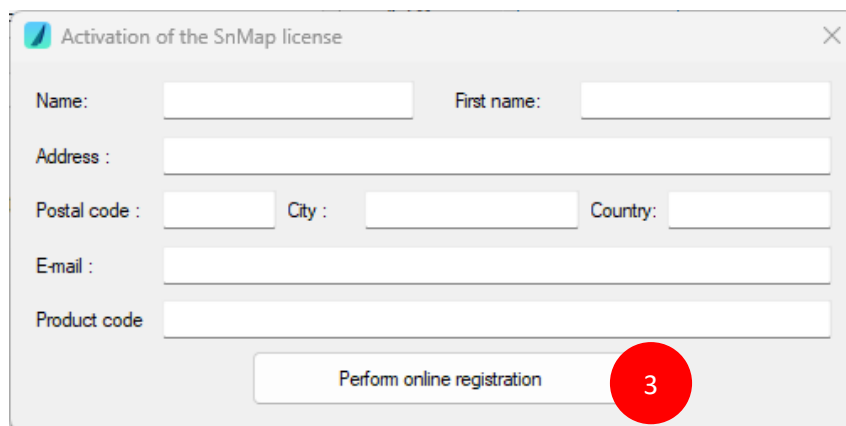 Activation of the SnMap license
Name: First name:
Address :
Postal code : City : Country:
E-mail :
Product code
Perform online registration 3